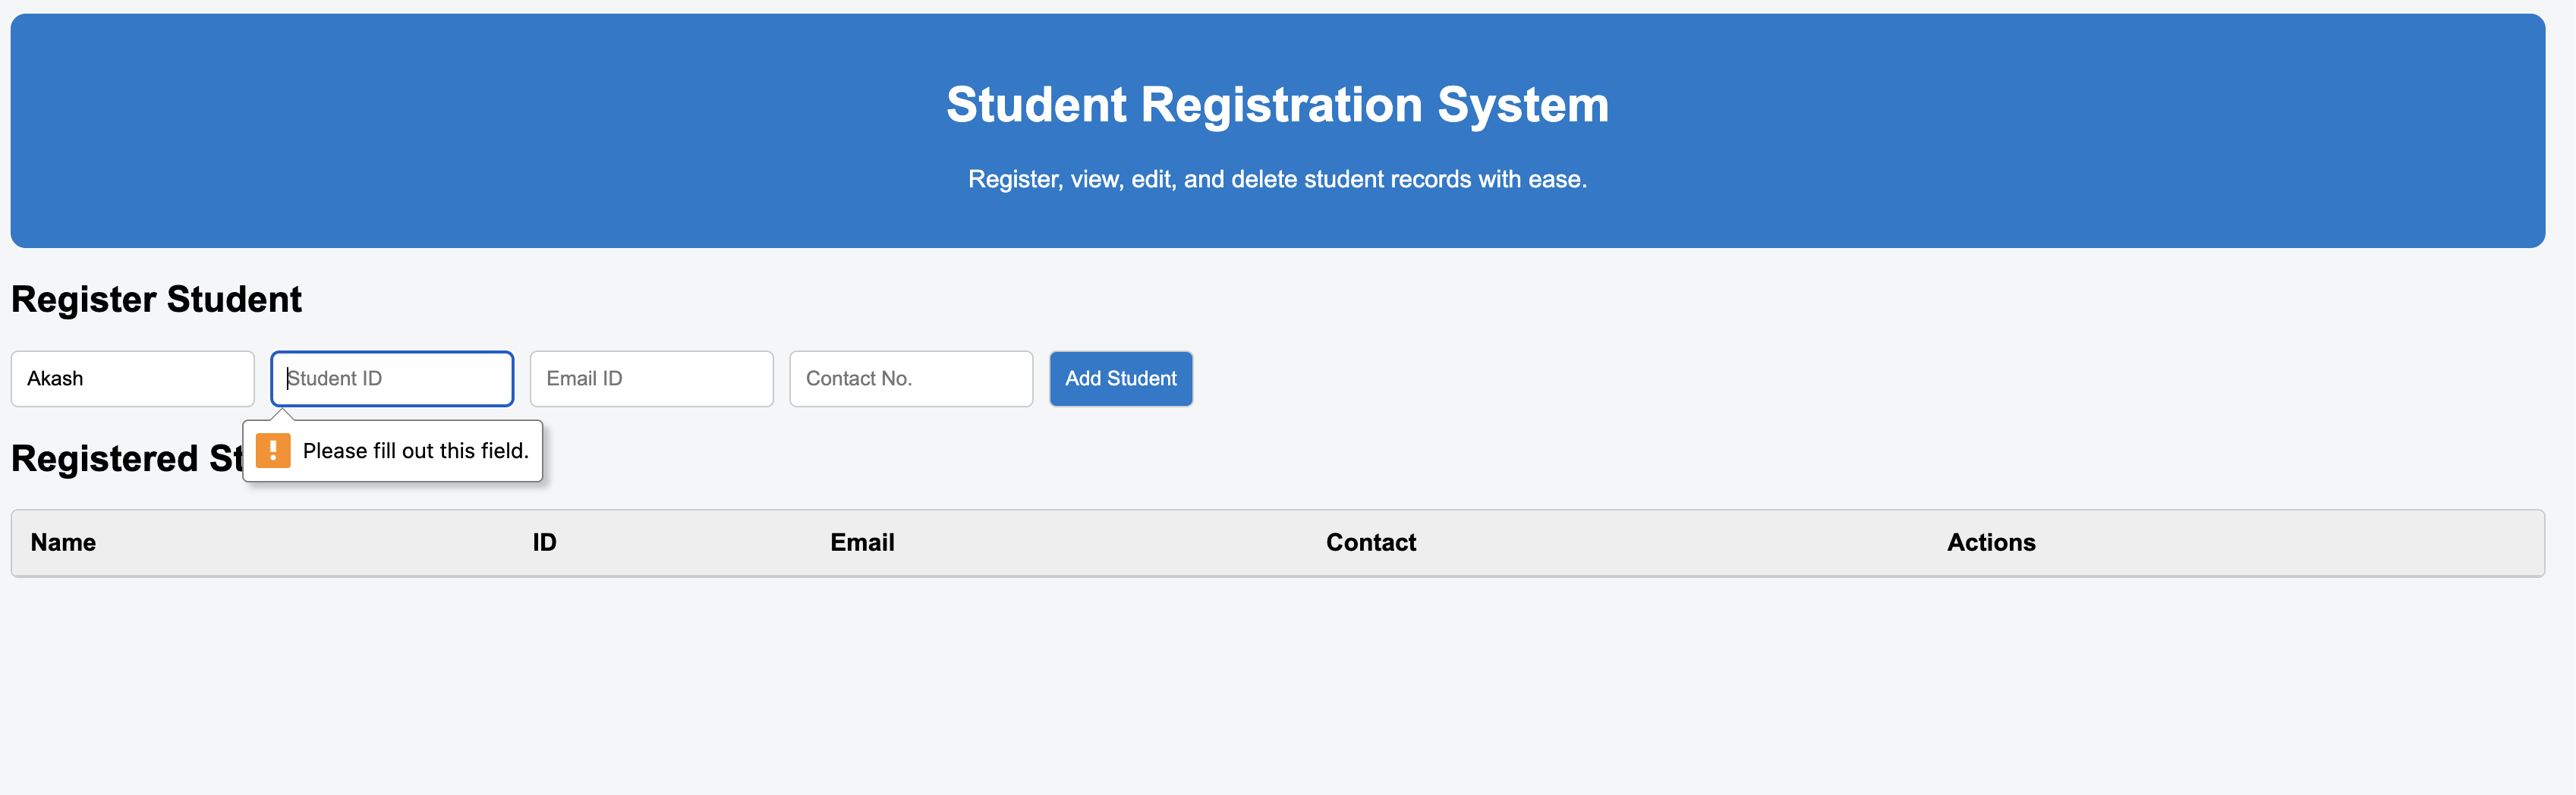 Student Registration System
Register, view, edit, and delete student records with ease.
Register Student
Akash Student ID Email ID Contact No. Add Student
Please fill out this field.
Registered St
Name ID Email Contact Actions